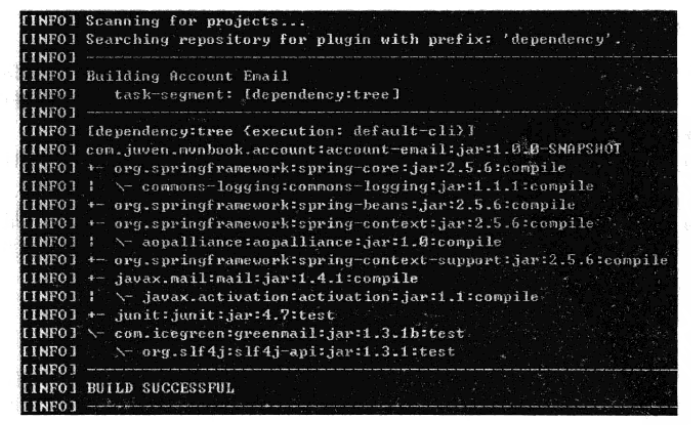 [INFO] Scanning for projects...
[INFO] Searching repository for plugin with prefix: 'dependency'.
[INFO] ------------------------------------------------------------------------
[INFO] Building Account Email
[INFO]    task-segment: [dependency:tree]
[INFO] ------------------------------------------------------------------------
[INFO] [dependency:tree {execution: default-cli}]
[INFO] com.juven.mvnbook.account:account-email:jar:1.0.0-SNAPSHOT
[INFO] +- org.springframework:spring-core:jar:2.5.6:compile
[INFO] |  \- commons-logging:commons-logging:jar:1.1.1:compile
[INFO] +- org.springframework:spring-beans:jar:2.5.6:compile
[INFO] +- org.springframework:spring-context:jar:2.5.6:compile
[INFO] |  \- aopalliance:aopalliance:jar:1.0:compile
[INFO] +- org.springframework:spring-context-support:jar:2.5.6:compile
[INFO] +- javax.mail:mail:jar:1.4.1:compile
[INFO] |  \- javax.activation:activation:jar:1.1:compile
[INFO] +- junit:junit:jar:4.7:test
[INFO] \- com.icegreen:greenmail:jar:1.3.1b:test
[INFO]    \- org.slf4j:slf4j-api:jar:1.3.1:test
[INFO] ------------------------------------------------------------------------
[INFO] BUILD SUCCESSFUL
[INFO] ------------------------------------------------------------------------